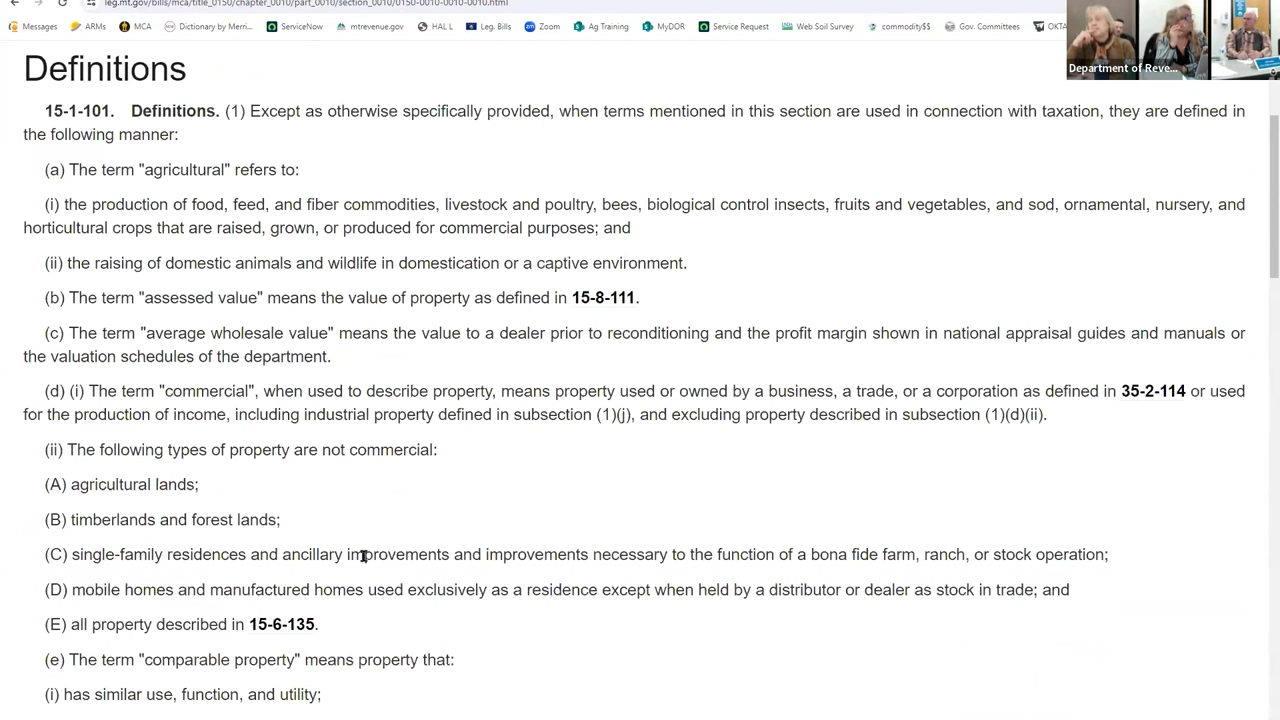 leg.mt.gov/bills/mca/title_0150/chapter_0010/part_0010/section_0010/0150-0010-0010-0010.html
Messages ARMs MCA Dictionary by Merri... ServiceNow mtrevenue.gov HAL L Leg. Bills Zoom Ag Training MyDOR Service Request Web Soil Survey commodity$$ Gov. Committees OKTA
Department of Reve...
Definitions
15-1-101. Definitions. (1) Except as otherwise specifically provided, when terms mentioned in this section are used in connection with taxation, they are defined in
the following manner:
(a) The term "agricultural" refers to:
(i) the production of food, feed, and fiber commodities, livestock and poultry, bees, biological control insects, fruits and vegetables, and sod, ornamental, nursery, and
horticultural crops that are raised, grown, or produced for commercial purposes; and
(ii) the raising of domestic animals and wildlife in domestication or a captive environment.
(b) The term "assessed value" means the value of property as defined in 15-8-111.
(c) The term "average wholesale value" means the value to a dealer prior to reconditioning and the profit margin shown in national appraisal guides and manuals or
the valuation schedules of the department.
(d) (i) The term "commercial", when used to describe property, means property used or owned by a business, a trade, or a corporation as defined in 35-2-114 or used
for the production of income, including industrial property defined in subsection (1)(j), and excluding property described in subsection (1)(d)(ii).
(ii) The following types of property are not commercial:
(A) agricultural lands;
(B) timberlands and forest lands;
(C) single-family residences and ancillary improvements and improvements necessary to the function of a bona fide farm, ranch, or stock operation;
(D) mobile homes and manufactured homes used exclusively as a residence except when held by a distributor or dealer as stock in trade; and
(E) all property described in 15-6-135.
(e) The term "comparable property" means property that:
(i) has similar use, function, and utility;